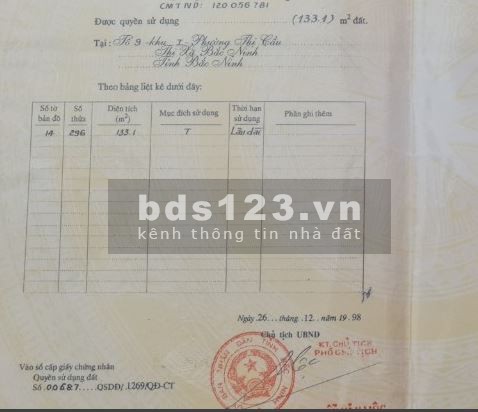 CMTND: 120 056 781
Được quyền sử dụng (133.1) m² đất.
Tại: Tổ 9 - khu I - Phường Thị Cầu
Thị Xã Bắc Ninh
Tỉnh Bắc Ninh
Theo bảng liệt kê dưới đây:
Số tờ bản đồ Số thửa Diện tích (m²) Mục đích sử dụng Thời hạn sử dụng Phần ghi thêm
14 296 133.1 T Lâu dài
bds123.vn
kênh thông tin nhà đất
Ngày 26 tháng 12 năm 1998
Chủ tịch UBND
KT. CHỦ TỊCH
PHÓ CHỦ TỊCH
Vào sổ cấp giấy chứng nhận
Quyền sử dụng đất
Số 00687 QSDĐ/1269/QĐ-CT